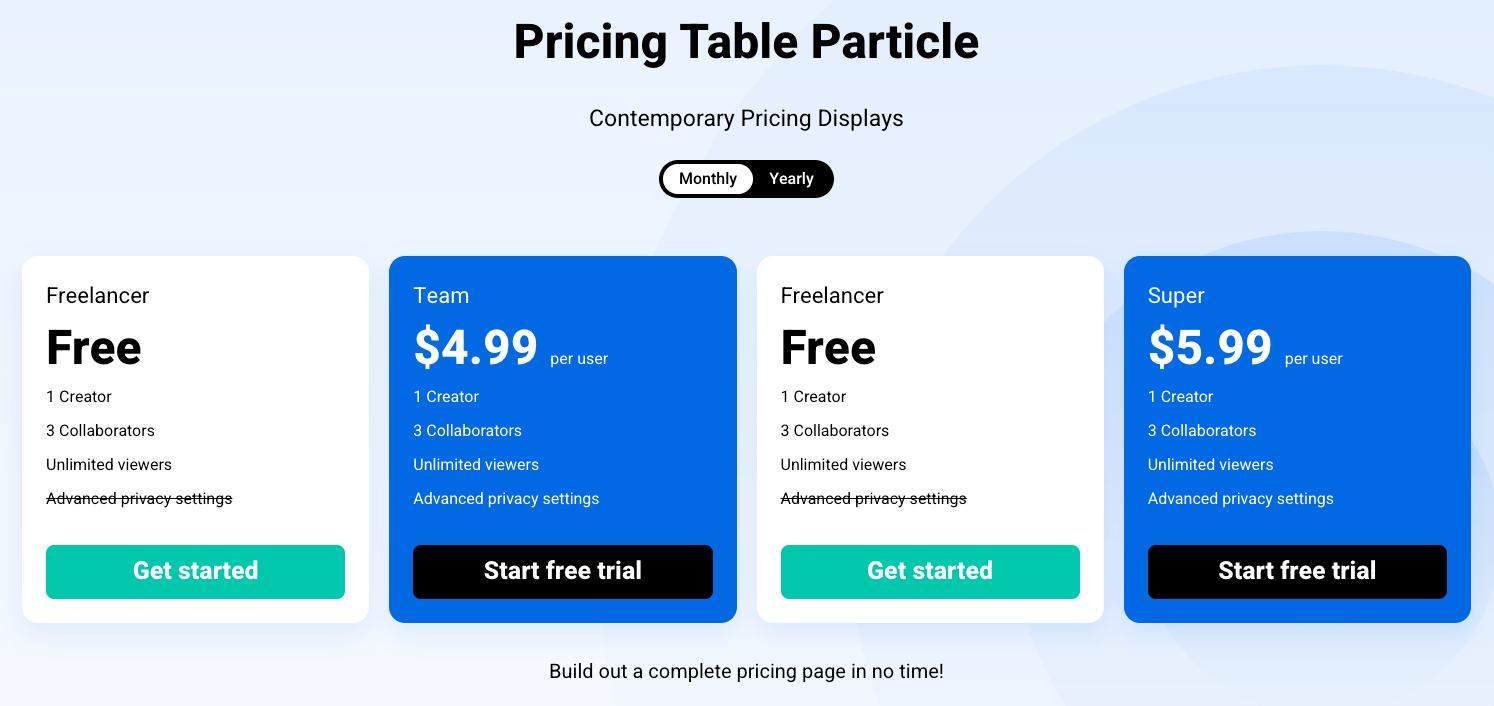 Pricing Table Particle
Contemporary Pricing Displays
Monthly Yearly
Freelancer
Free
1 Creator
3 Collaborators
Unlimited viewers
Advanced privacy settings
Get started
Team
$4.99 per user
1 Creator
3 Collaborators
Unlimited viewers
Advanced privacy settings
Start free trial
Freelancer
Free
1 Creator
3 Collaborators
Unlimited viewers
Advanced privacy settings
Get started
Super
$5.99 per user
1 Creator
3 Collaborators
Unlimited viewers
Advanced privacy settings
Start free trial
Build out a complete pricing page in no time!